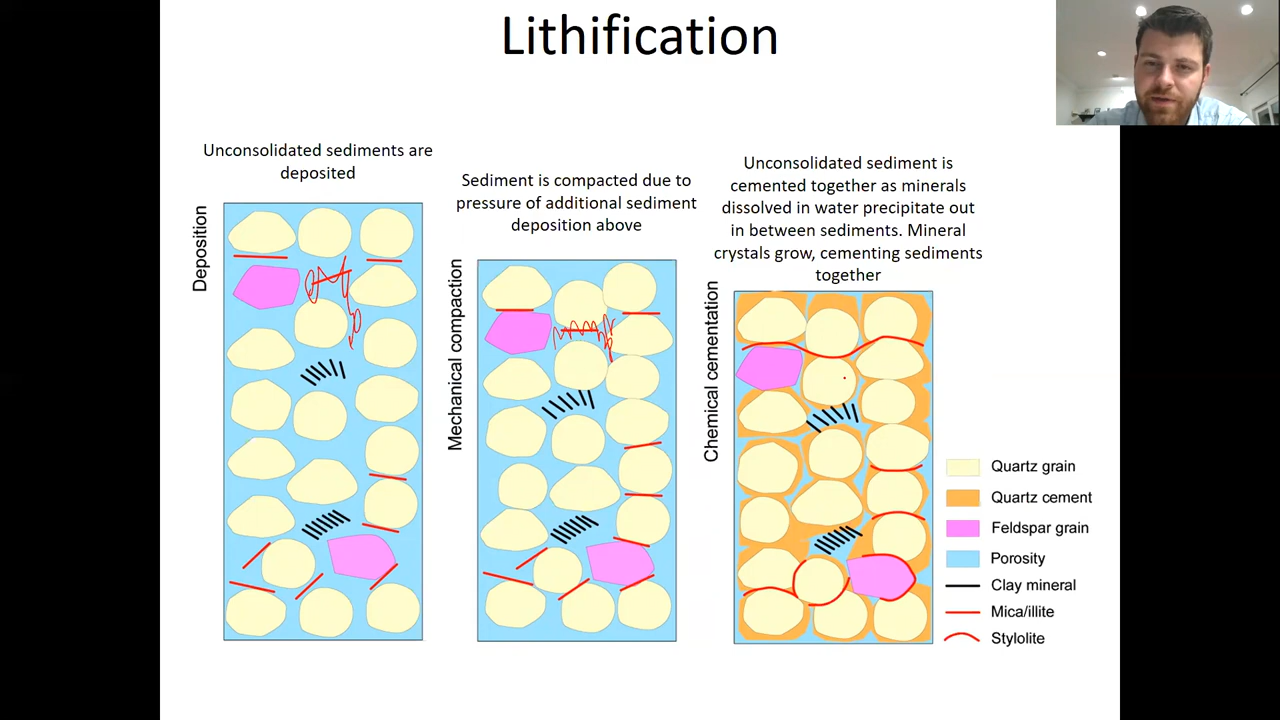 Lithification
Unconsolidated sediments are
deposited
Deposition
Sediment is compacted due to
pressure of additional sediment
deposition above
Mechanical compaction
Unconsolidated sediment is
cemented together as minerals
dissolved in water precipitate out
in between sediments. Mineral
crystals grow, cementing sediments
together
Chemical cementation
Quartz grain
Quartz cement
Feldspar grain
Porosity
Clay mineral
Mica/illite
Stylolite